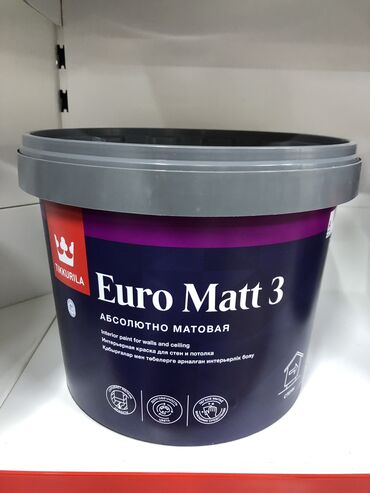 TIKKURILA
Euro Matt 3
АБСОЛЮТНО МАТОВАЯ
Interior paint for walls and ceiling
Интерьерная краска для стен и потолка
Қабырғалар мен төбелерге арналған интерьерлік бояу